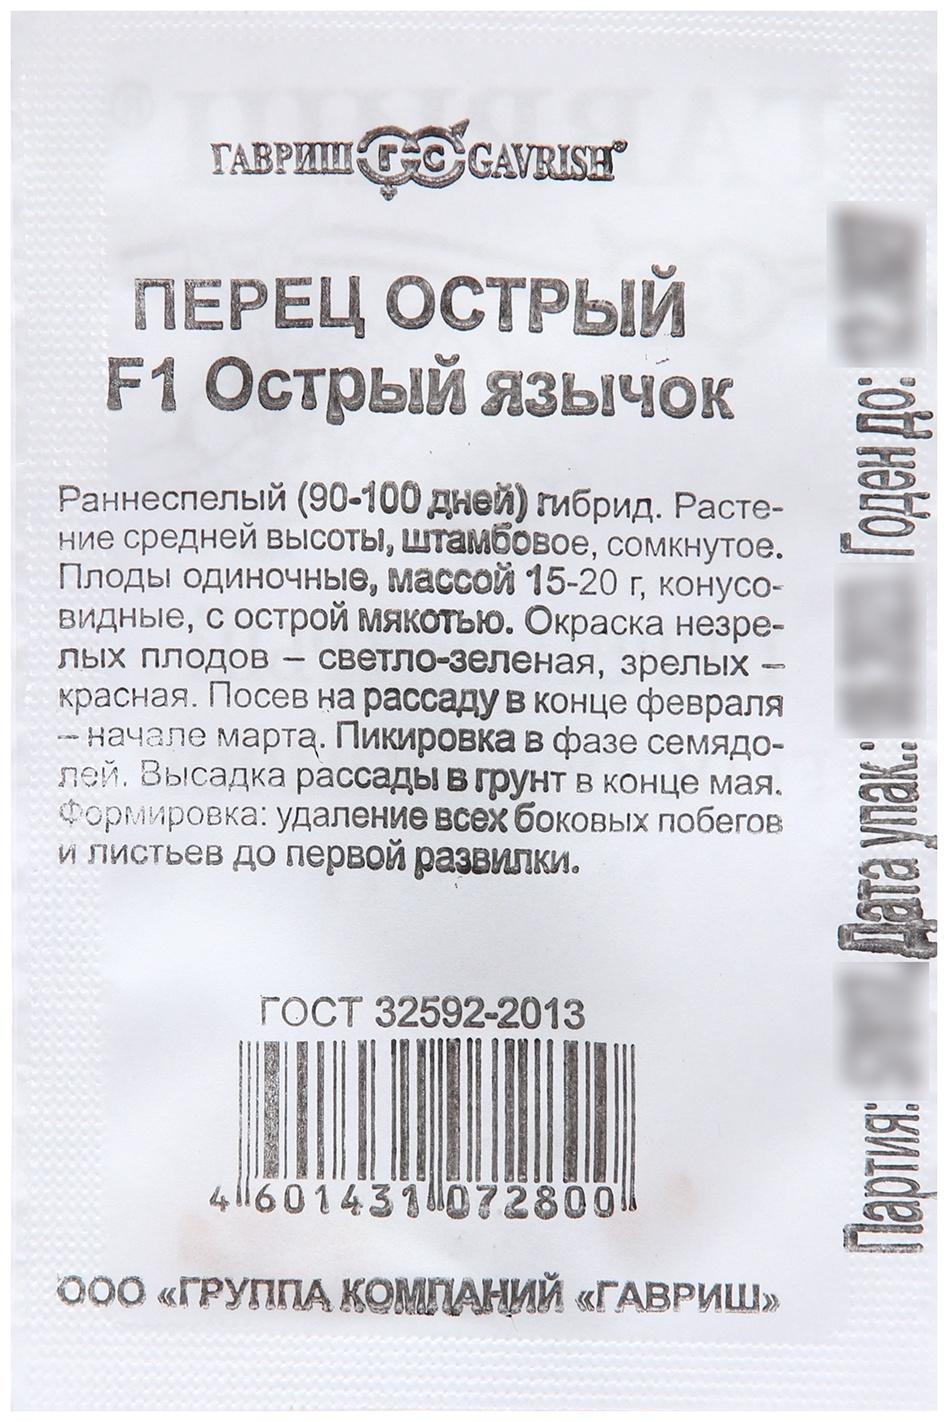 ГАВРИШ ГС GAVRISH®
ПЕРЕЦ ОСТРЫЙ
F1 Острый язычок
Раннеспелый (90-100 дней) гибрид. Расте-
ние средней высоты, штамбовое, сомкнутое.
Плоды одиночные, массой 15-20 г, конусо-
видные, с острой мякотью. Окраска незре-
лых плодов – светло-зеленая, зрелых –
красная. Посев на рассаду в конце февраля
– начале марта. Пикировка в фазе семядо-
лей. Высадка рассады в грунт в конце мая.
Формировка: удаление всех боковых побегов
и листьев до первой развилки.
ГОСТ 32592-2013
4 601431 072800
ООО «ГРУППА КОМПАНИЙ «ГАВРИШ»
Партия: Дата упак.: Годен до: